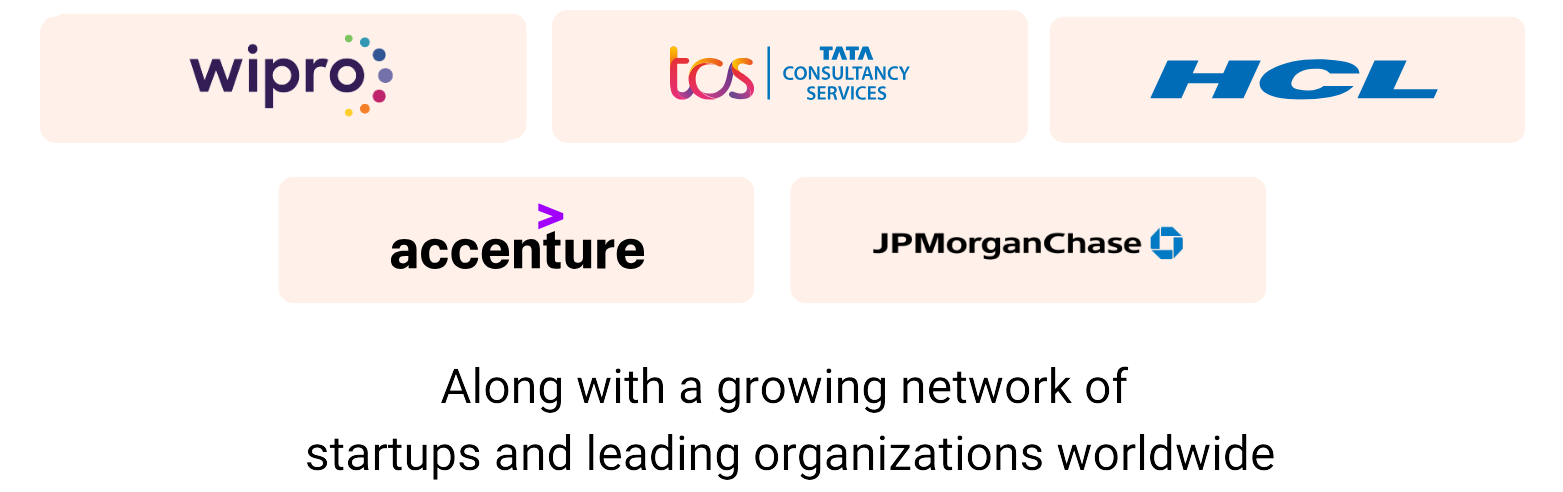 wipro
tcs
TATA
CONSULTANCY
SERVICES
HCL
accenture
JPMorganChase
Along with a growing network of
startups and leading organizations worldwide